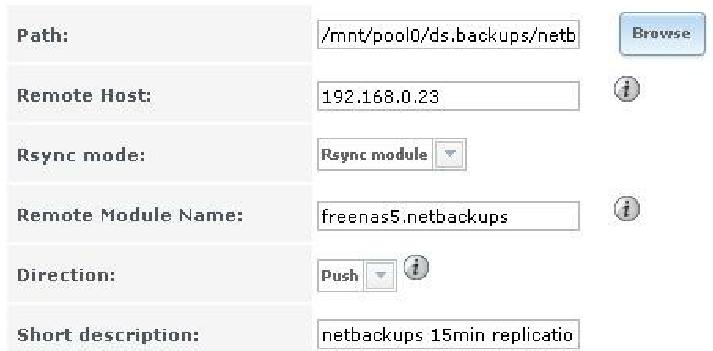 Path: /mnt/pool0/ds.backups/netb Browse
Remote Host: 192.168.0.23
Rsync mode: Rsync module
Remote Module Name: freenas5.netbackups
Direction: Push
Short description: netbackups 15min replicatio